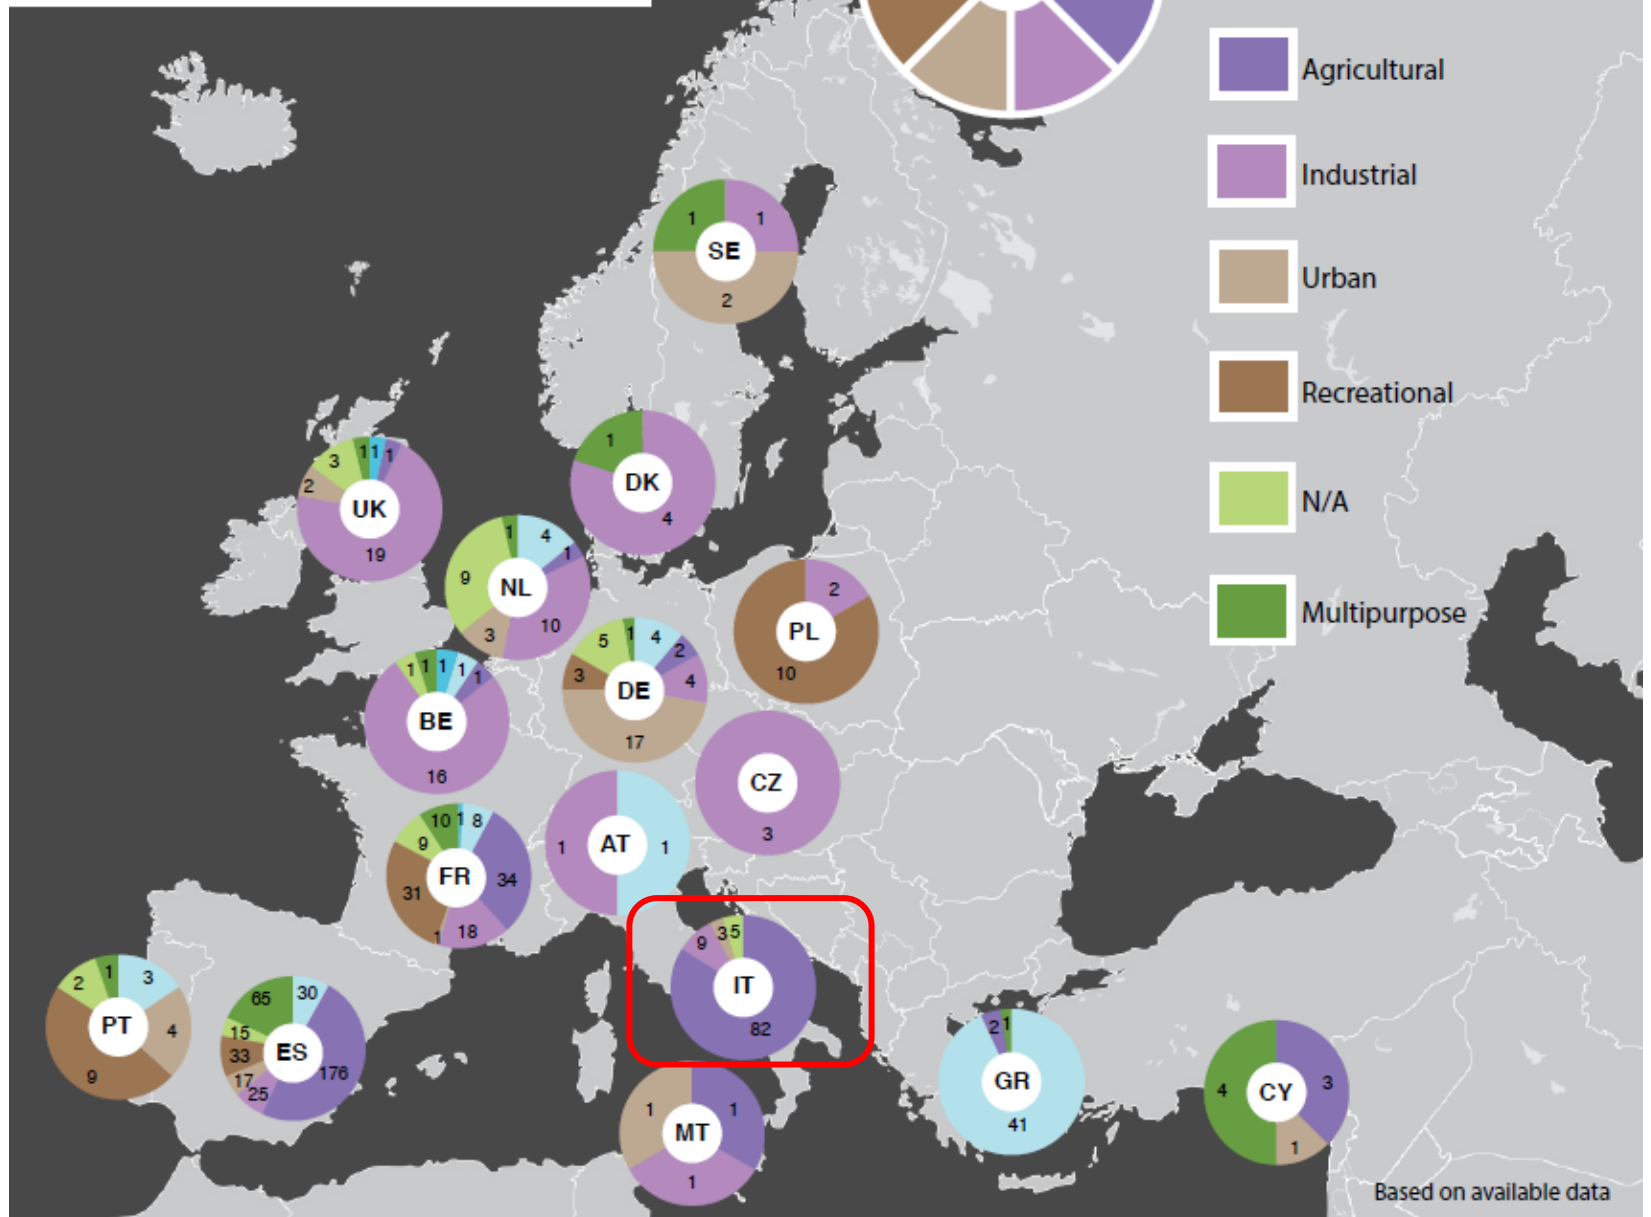 Agricultural
Industrial
Urban
Recreational
N/A
Multipurpose
1 1
SE
2
1
DK
4
3 1 1 1
2
UK
19
1 4 1
9
NL
3 10
2
PL
10
5 1 4 2
3 DE 4
17
1 1 1 1 1
BE
16
CZ
3
1 AT 1
10 1 8
9
FR 34
31
1 18
9 3 5
IT
82
2 1 3
PT 4
9
65 30
15
33 ES
17 176
25
1 1
MT
1
2 1
GR
41
4 CY 3
1
Based on available data